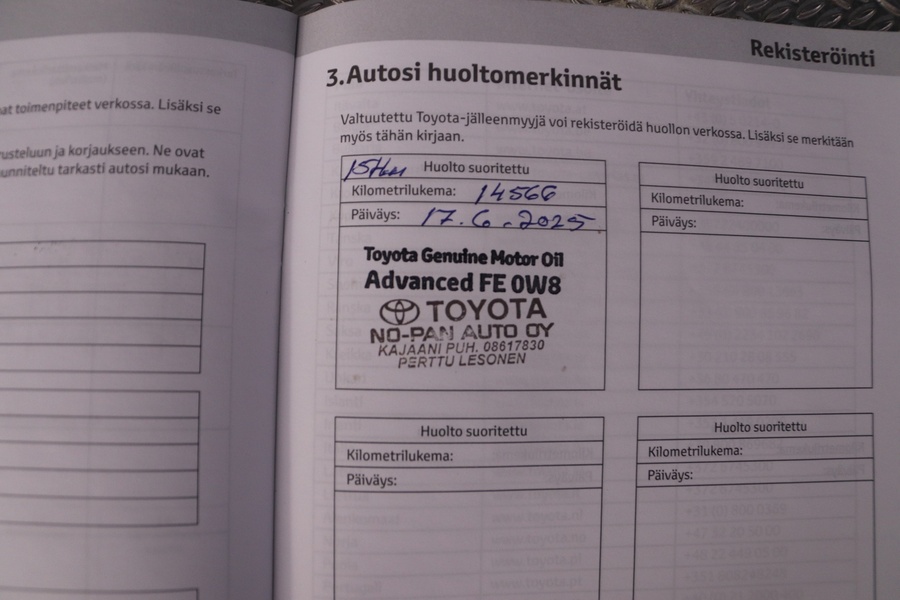 at toimenpiteet verkossa. Lisäksi se
usteluun ja korjaukseen. Ne ovat
unniteltu tarkasti autosi mukaan.
Rekisteröinti
3. Autosi huoltomerkinnät
Valtuutettu Toyota-jälleenmyyjä voi rekisteröidä huollon verkossa. Lisäksi se merkitään
myös tähän kirjaan.
15tkm Huolto suoritettu
Kilometrilukema: 14566
Päiväys: 17.6.2025
Toyota Genuine Motor Oil
Advanced FE 0W8
TOYOTA
NO-PAN AUTO OY
KAJAANI PUH. 08617830
PERTTU LESONEN
Huolto suoritettu
Kilometrilukema:
Päiväys:
Huolto suoritettu
Kilometrilukema:
Päiväys:
Huolto suoritettu
Kilometrilukema:
Päiväys: